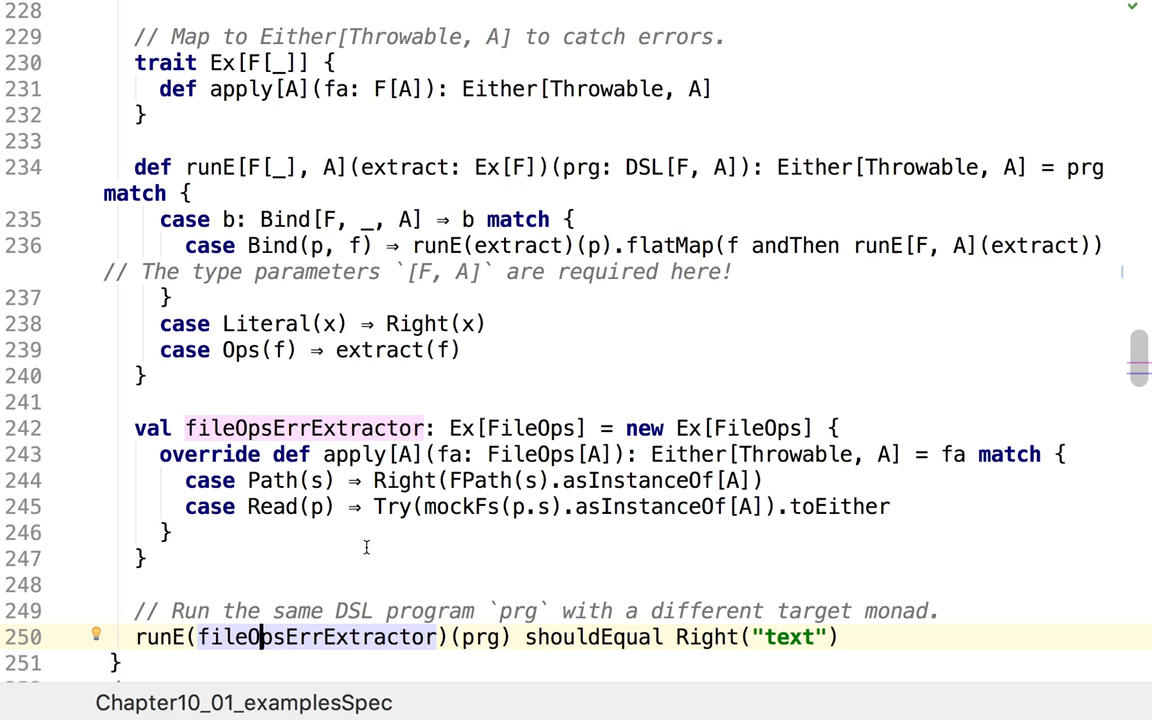 228
229 // Map to Either[Throwable, A] to catch errors.
230 trait Ex[F[_]] {
231 def apply[A](fa: F[A]): Either[Throwable, A]
232 }
233
234 def runE[F[_], A](extract: Ex[F])(prg: DSL[F, A]): Either[Throwable, A] = prg
match {
235 case b: Bind[F, _, A] ⇒ b match {
236 case Bind(p, f) ⇒ runE(extract)(p).flatMap(f andThen runE[F, A](extract))
// The type parameters `[F, A]` are required here!
237 }
238 case Literal(x) ⇒ Right(x)
239 case Ops(f) ⇒ extract(f)
240 }
241
242 val fileOpsErrExtractor: Ex[FileOps] = new Ex[FileOps] {
243 override def apply[A](fa: FileOps[A]): Either[Throwable, A] = fa match {
244 case Path(s) ⇒ Right(FPath(s).asInstanceOf[A])
245 case Read(p) ⇒ Try(mockFs(p.s).asInstanceOf[A]).toEither
246 }
247 }
248
249 // Run the same DSL program `prg` with a different target monad.
250 runE(fileOpsErrExtractor)(prg) shouldEqual Right("text")
251 }
Chapter10_01_examplesSpec